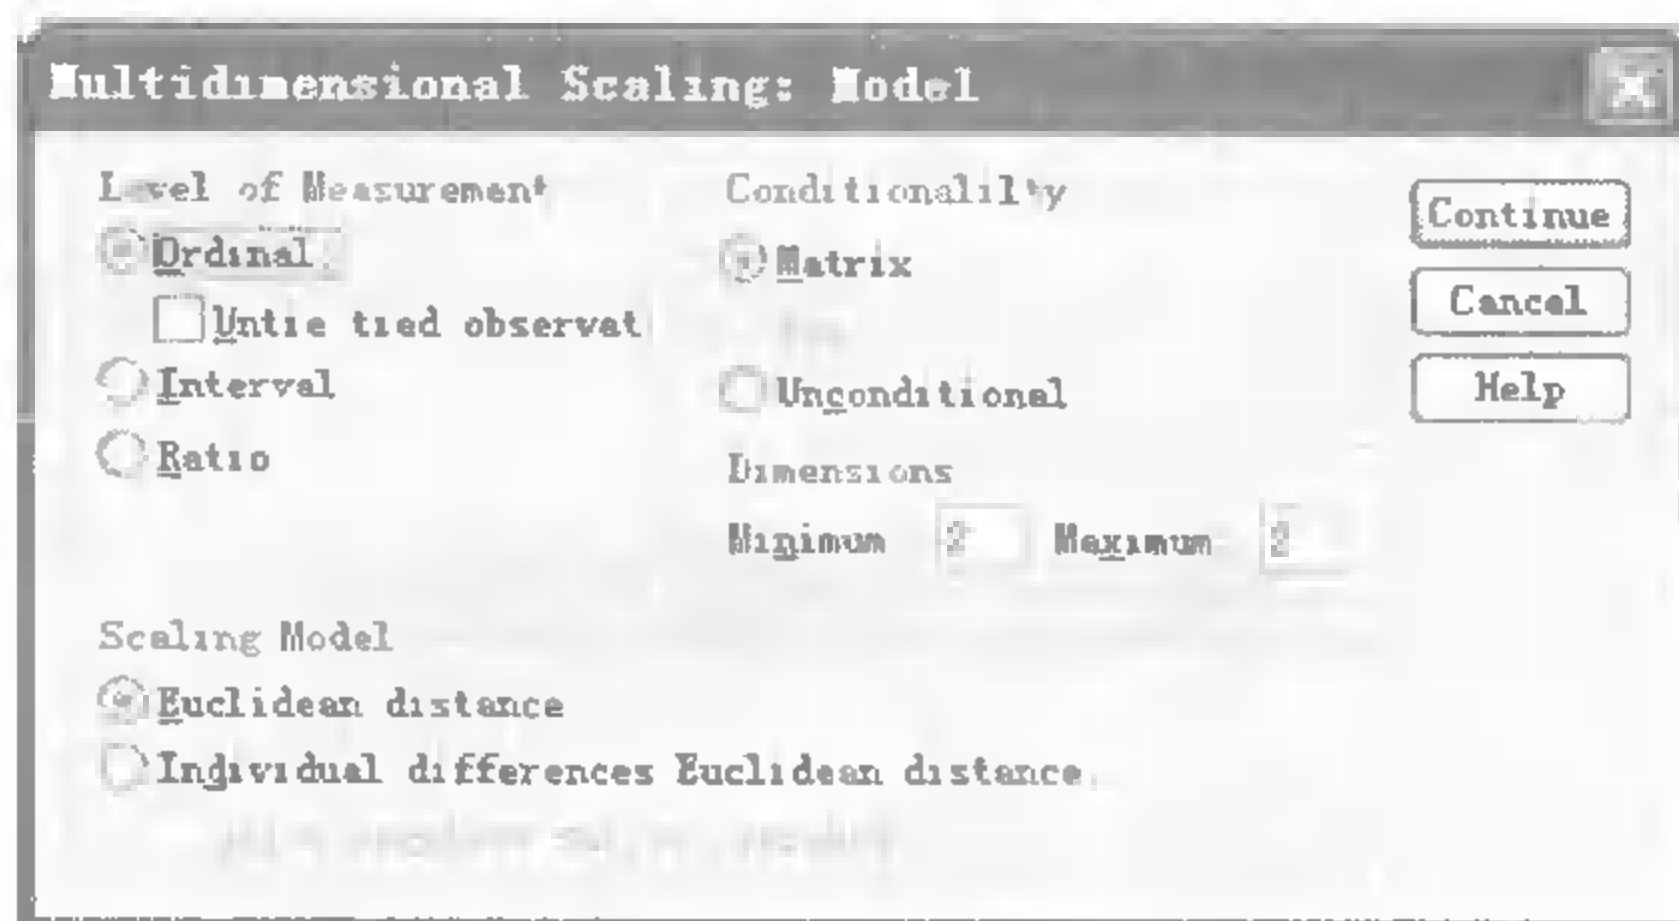 Multidimensional Scaling: Model
Level of Measurement
Ordinal
Untie tied observat
Interval
Ratio
Conditionalilty
Matrix
Unconditional
Dimensions
Minimum 2 Maximum 2
Scaling Model
Euclidean distance
Individual differences Euclidean distance
Continue
Cancel
Help